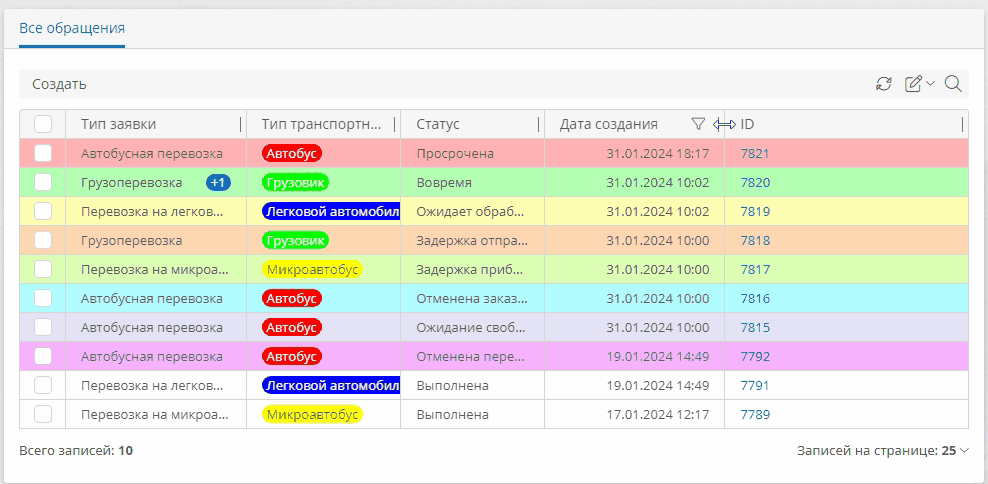 Все обращения
Создать
Тип заявки Тип транспортн... Статус Дата создания ID
Автобусная перевозка Автобус Просрочена 31.01.2024 18:17 7821
Грузоперевозка +1 Грузовик Вовремя 31.01.2024 10:02 7820
Перевозка на легков... Легковой автомобил Ожидает обраб... 31.01.2024 10:02 7819
Грузоперевозка Грузовик Задержка отпра... 31.01.2024 10:00 7818
Перевозка на микроа... Микроавтобус Задержка приб... 31.01.2024 10:00 7817
Автобусная перевозка Автобус Отменена заказ... 31.01.2024 10:00 7816
Автобусная перевозка Автобус Ожидание своб... 31.01.2024 10:00 7815
Автобусная перевозка Автобус Отменена пере... 19.01.2024 14:49 7792
Перевозка на легков... Легковой автомобил Выполнена 19.01.2024 14:49 7791
Перевозка на микроа... Микроавтобус Выполнена 17.01.2024 12:17 7789
Всего записей: 10 Записей на странице: 25